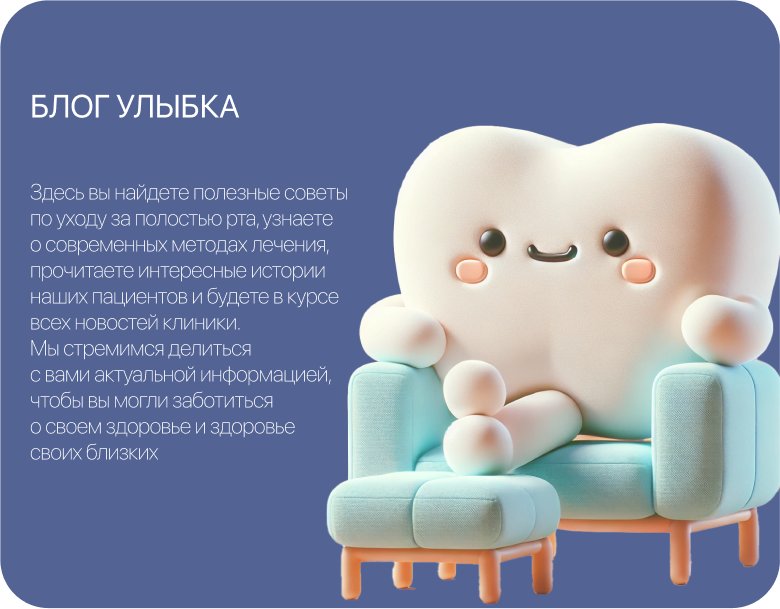 БЛОГ УЛЫБКА
Здесь вы найдете полезные советы
по уходу за полостью рта, узнаете
о современных методах лечения,
прочитаете интересные истории
наших пациентов и будете в курсе
всех новостей клиники.
Мы стремимся делиться
с вами актуальной информацией,
чтобы вы могли заботиться
о своем здоровье и здоровье
своих близких